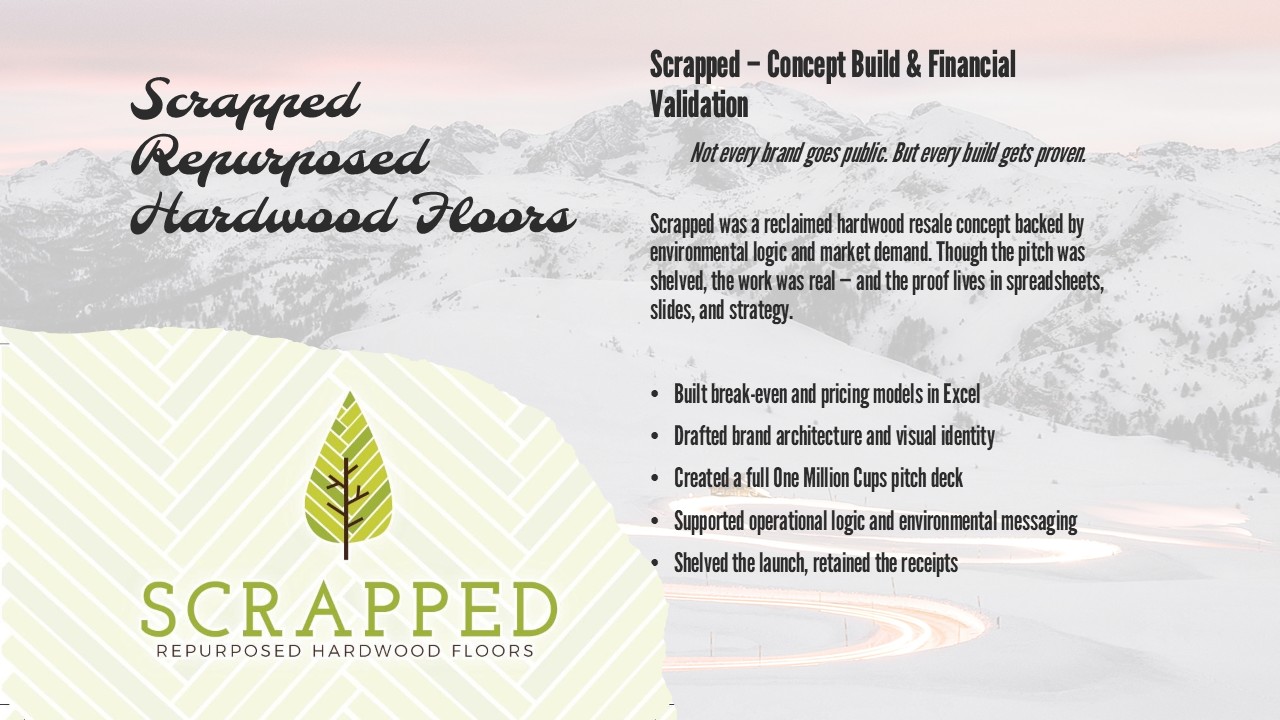 Scrapped
Repurposed
Hardwood Floors
SCRAPPED
REPURPOSED HARDWOOD FLOORS
Scrapped – Concept Build & Financial
Validation
Not every brand goes public. But every build gets proven.
Scrapped was a reclaimed hardwood resale concept backed by
environmental logic and market demand. Though the pitch was
shelved, the work was real – and the proof lives in spreadsheets,
slides, and strategy.
• Built break-even and pricing models in Excel
• Drafted brand architecture and visual identity
• Created a full One Million Cups pitch deck
• Supported operational logic and environmental messaging
• Shelved the launch, retained the receipts